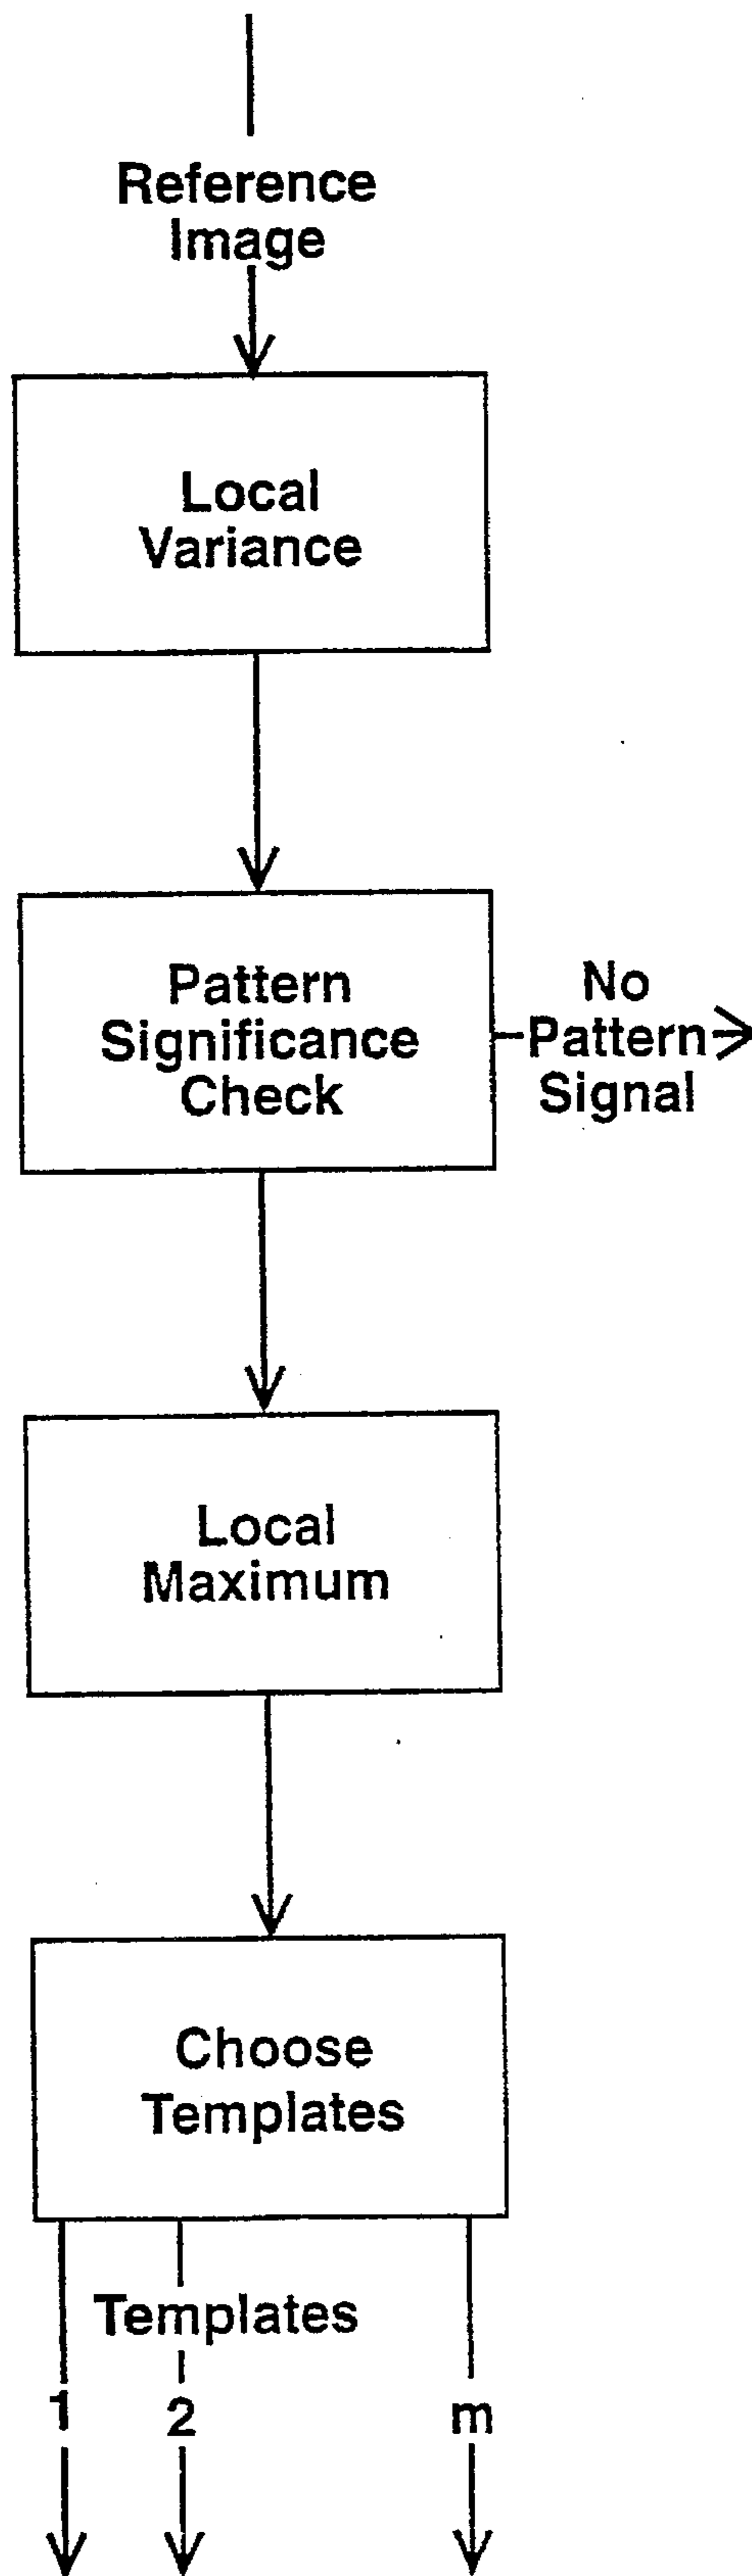 Reference
Image
Local
Variance
Pattern
Significance
Check
No
Pattern
Signal
Local
Maximum
Choose
Templates
Templates
1
2
m